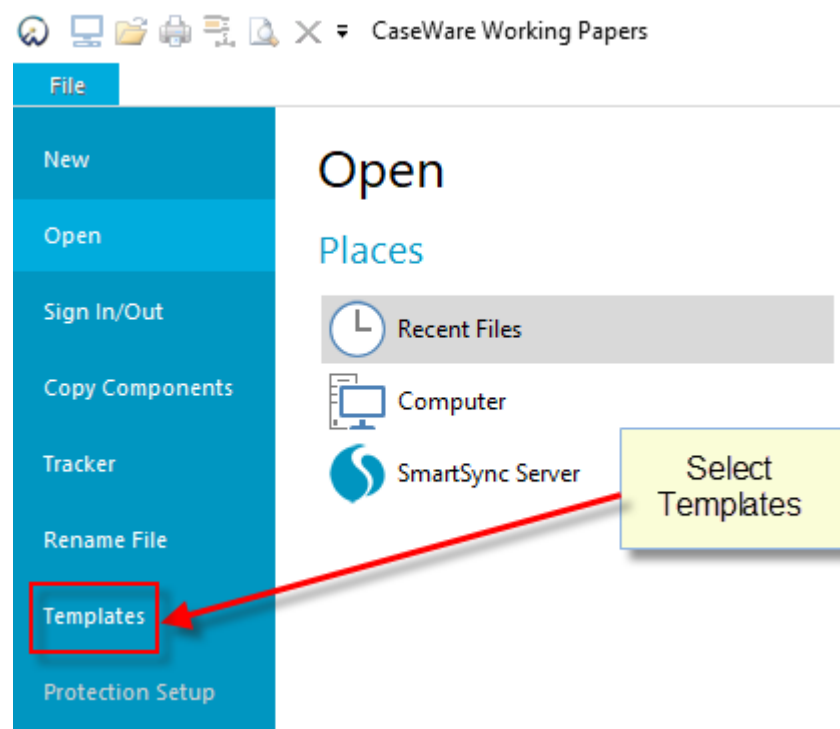 CaseWare Working Papers
File
New
Open
Sign In/Out
Copy Components
Tracker
Rename File
Templates
Protection Setup
Open
Places
Recent Files
Computer
SmartSync Server
Select
Templates